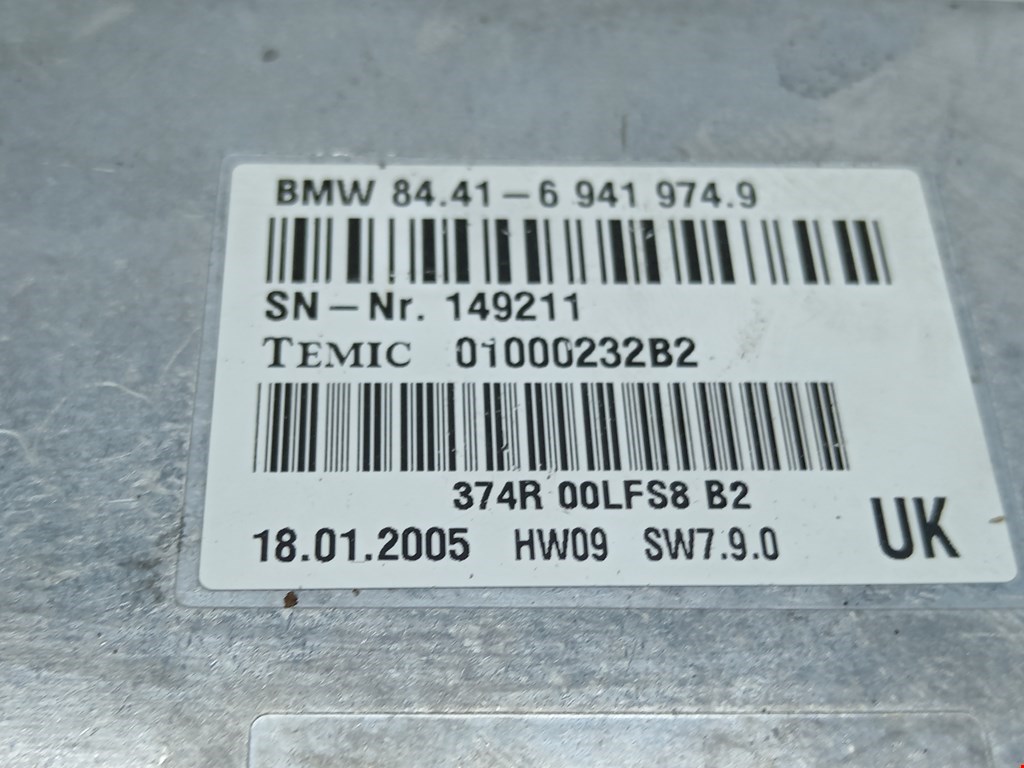 BMW 84.41-6 941 974.9
SN-Nr. 149211
TEMIC 01000232B2
374R 00LFS8 B2
18.01.2005 HW09 SW7.9.0 UK